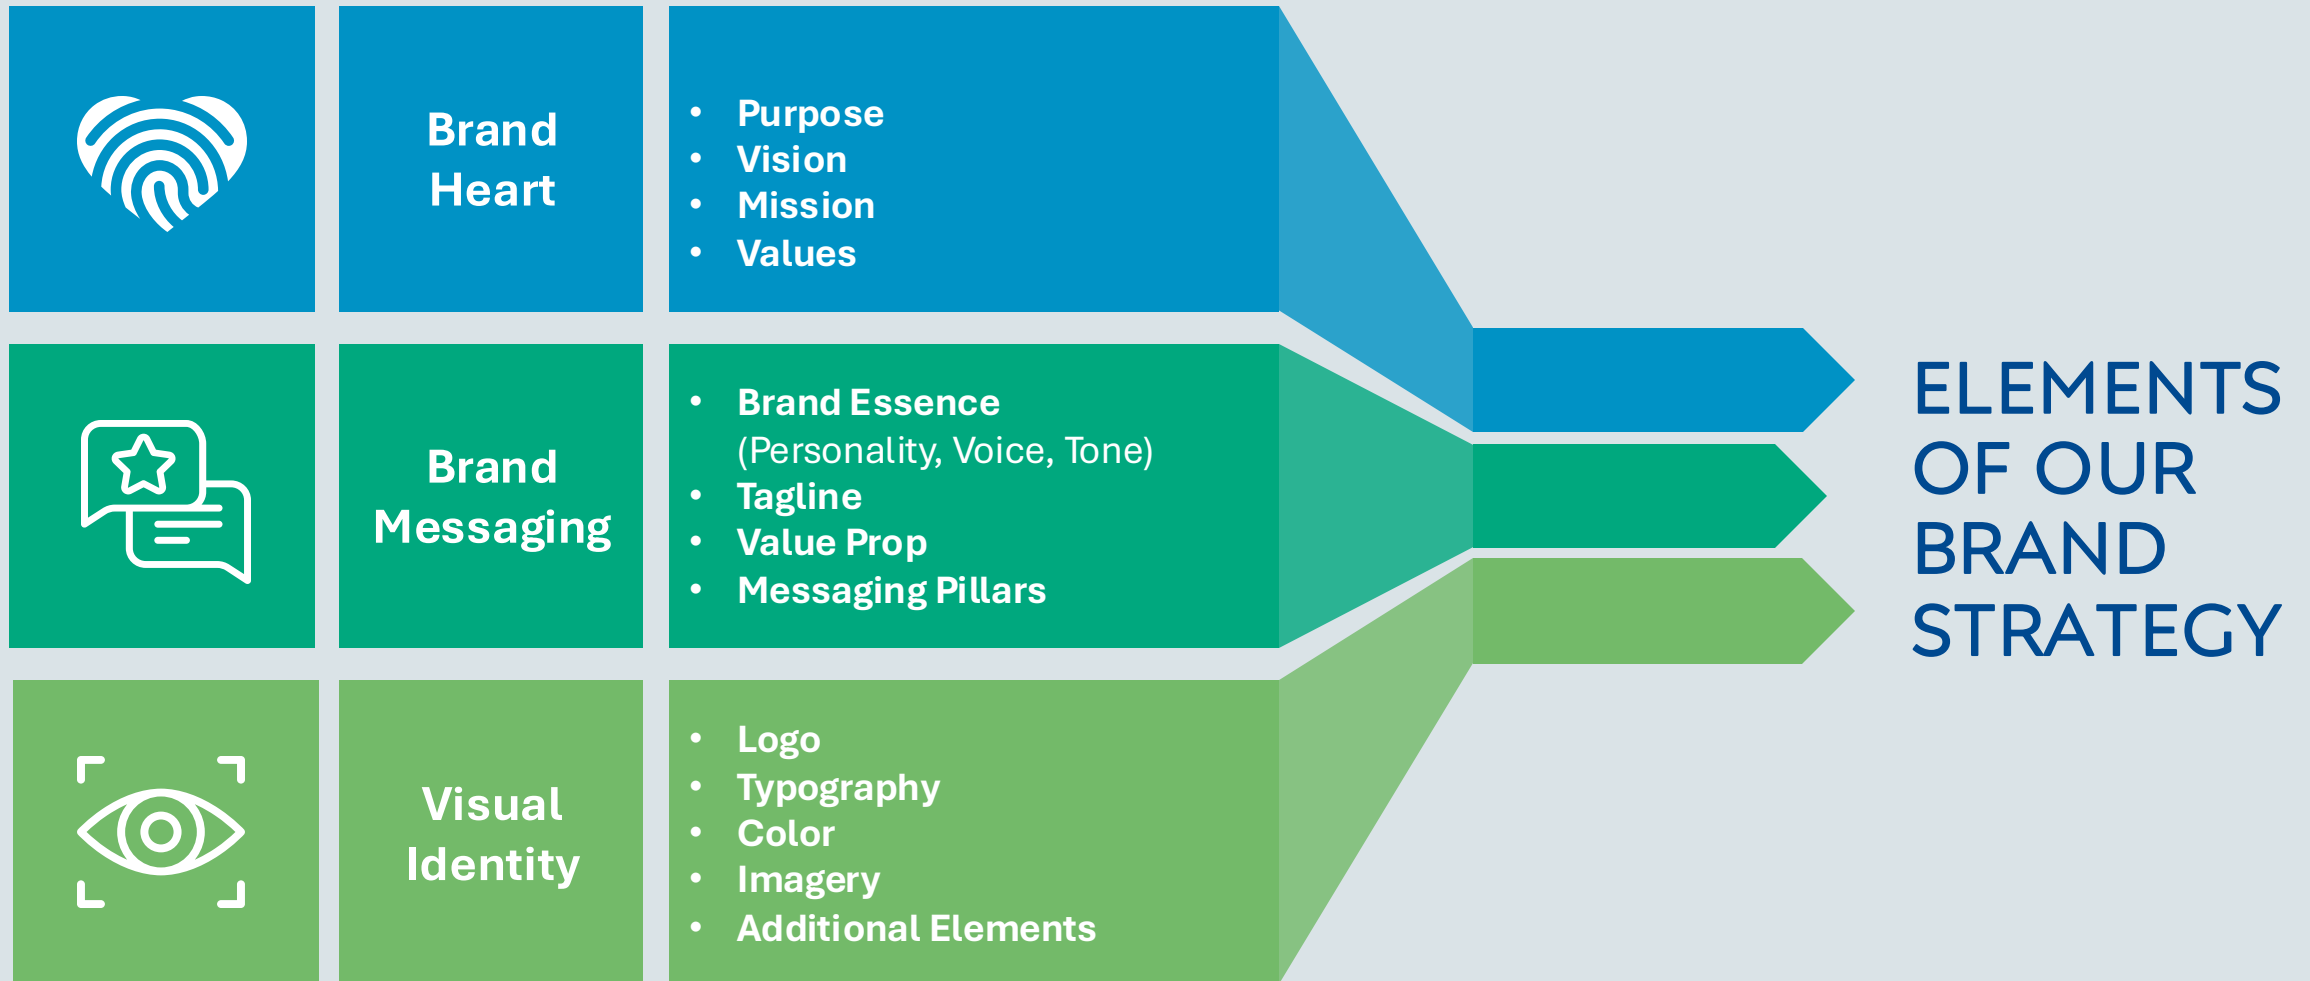 Brand
Heart
• Purpose
• Vision
• Mission
• Values
Brand
Messaging
• Brand Essence
(Personality, Voice, Tone)
• Tagline
• Value Prop
• Messaging Pillars
Visual
Identity
• Logo
• Typography
• Color
• Imagery
• Additional Elements
ELEMENTS
OF OUR
BRAND
STRATEGY